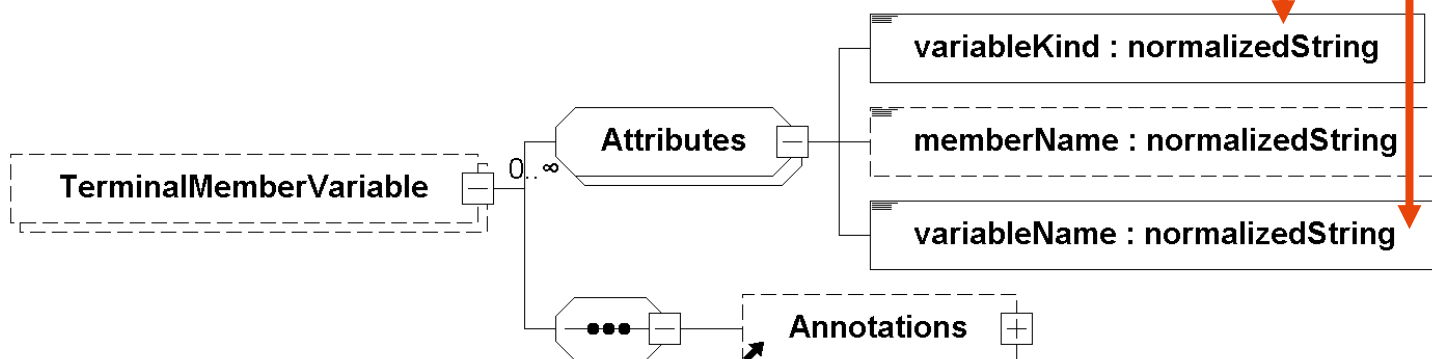 variableKind : normalizedString
Attributes
memberName : normalizedString
0.. ∞
TerminalMemberVariable
variableName : normalizedString
Annotations